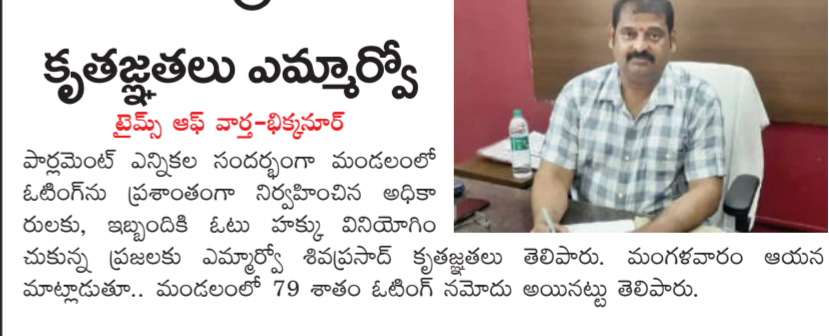 కృతజ్ఞతలు ఎమ్మార్వో
టైమ్స్ ఆఫ్ వార్త-భిక్కనూర్
పార్లమెంట్ ఎన్నికల సందర్భంగా మండలంలో
ఓటింగ్‌ను ప్రశాంతంగా నిర్వహించిన అధికా
రులకు, ఇబ్బందికి ఓటు హక్కు వినియోగిం
చుకున్న ప్రజలకు ఎమ్మార్వో శివప్రసాద్ కృతజ్ఞతలు తెలిపారు. మంగళవారం ఆయన
మాట్లాడుతూ.. మండలంలో 79 శాతం ఓటింగ్ నమోదు అయినట్టు తెలిపారు.